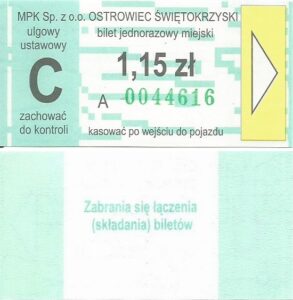 MPK Sp. z o.o. OSTROWIEC ŚWIĘTOKRZYSKI
ulgowy
ustawowy
bilet jednorazowy miejski
C
1,15 zł
A 0044616
zachować
do kontroli
kasować po wejściu do pojazdu
Zabrania się łączenia
(składania) biletów